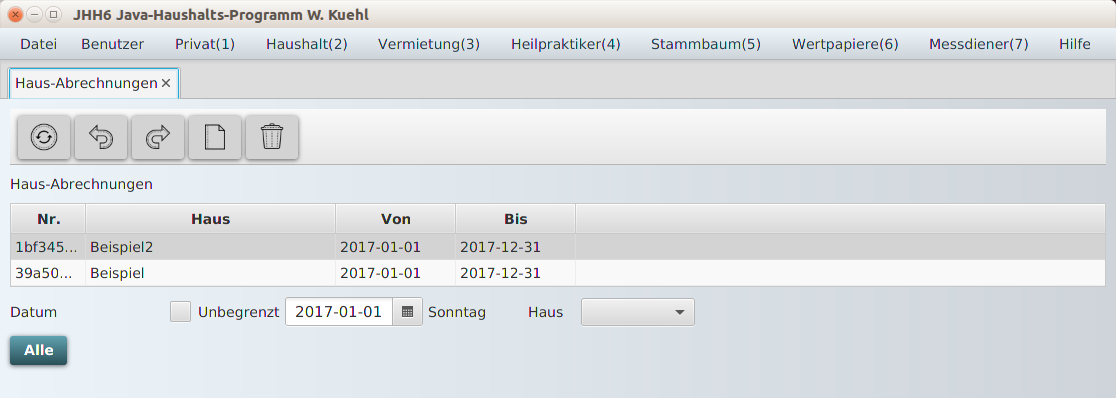 JHH6 Java-Haushalts-Programm W. Kuehl
Datei Benutzer Privat(1) Haushalt(2) Vermietung(3) Heilpraktiker(4) Stammbaum(5) Wertpapiere(6) Messdiener(7) Hilfe
Haus-Abrechnungen
Haus-Abrechnungen
Nr. Haus Von Bis
1bf345... Beispiel2 2017-01-01 2017-12-31
39a50... Beispiel 2017-01-01 2017-12-31
Datum Unbegrenzt 2017-01-01 Sonntag Haus
Alle